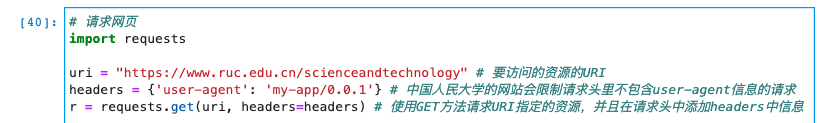 [40]: # 请求网页
import requests
uri = "https://www.ruc.edu.cn/scienceandtechnology" # 要访问的资源的URI
headers = {'user-agent': 'my-app/0.0.1'} # 中国人民大学的网站会限制请求头里不包含user-agent信息的请求
r = requests.get(uri, headers=headers) # 使用GET方法请求URI指定的资源，并且在请求头中添加headers中信息